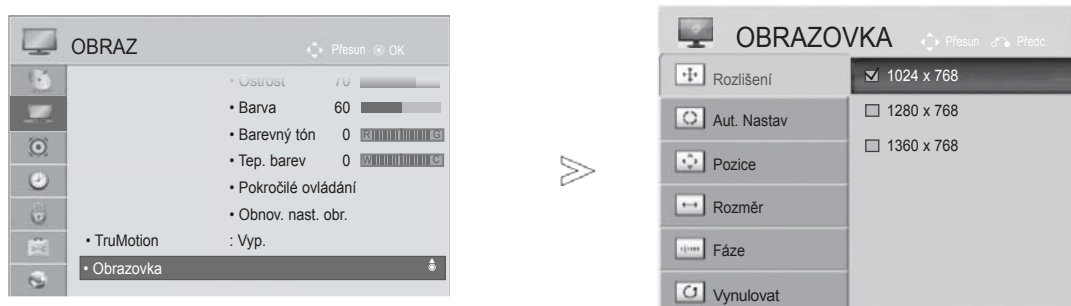 OBRAZ
Přesun OK
• Ostrost 70
• Barva 60
• Barevný tón 0 R G
• Tep. barev 0 W C
• Pokročilé ovládání
• Obnov. nast. obr.
• TruMotion : Vyp.
• Obrazovka
OBRAZOVKA
Přesun Předc.
Rozlišení
Aut. Nastav
Pozice
Rozměr
Fáze
Vynulovat
1024 x 768
1280 x 768
1360 x 768